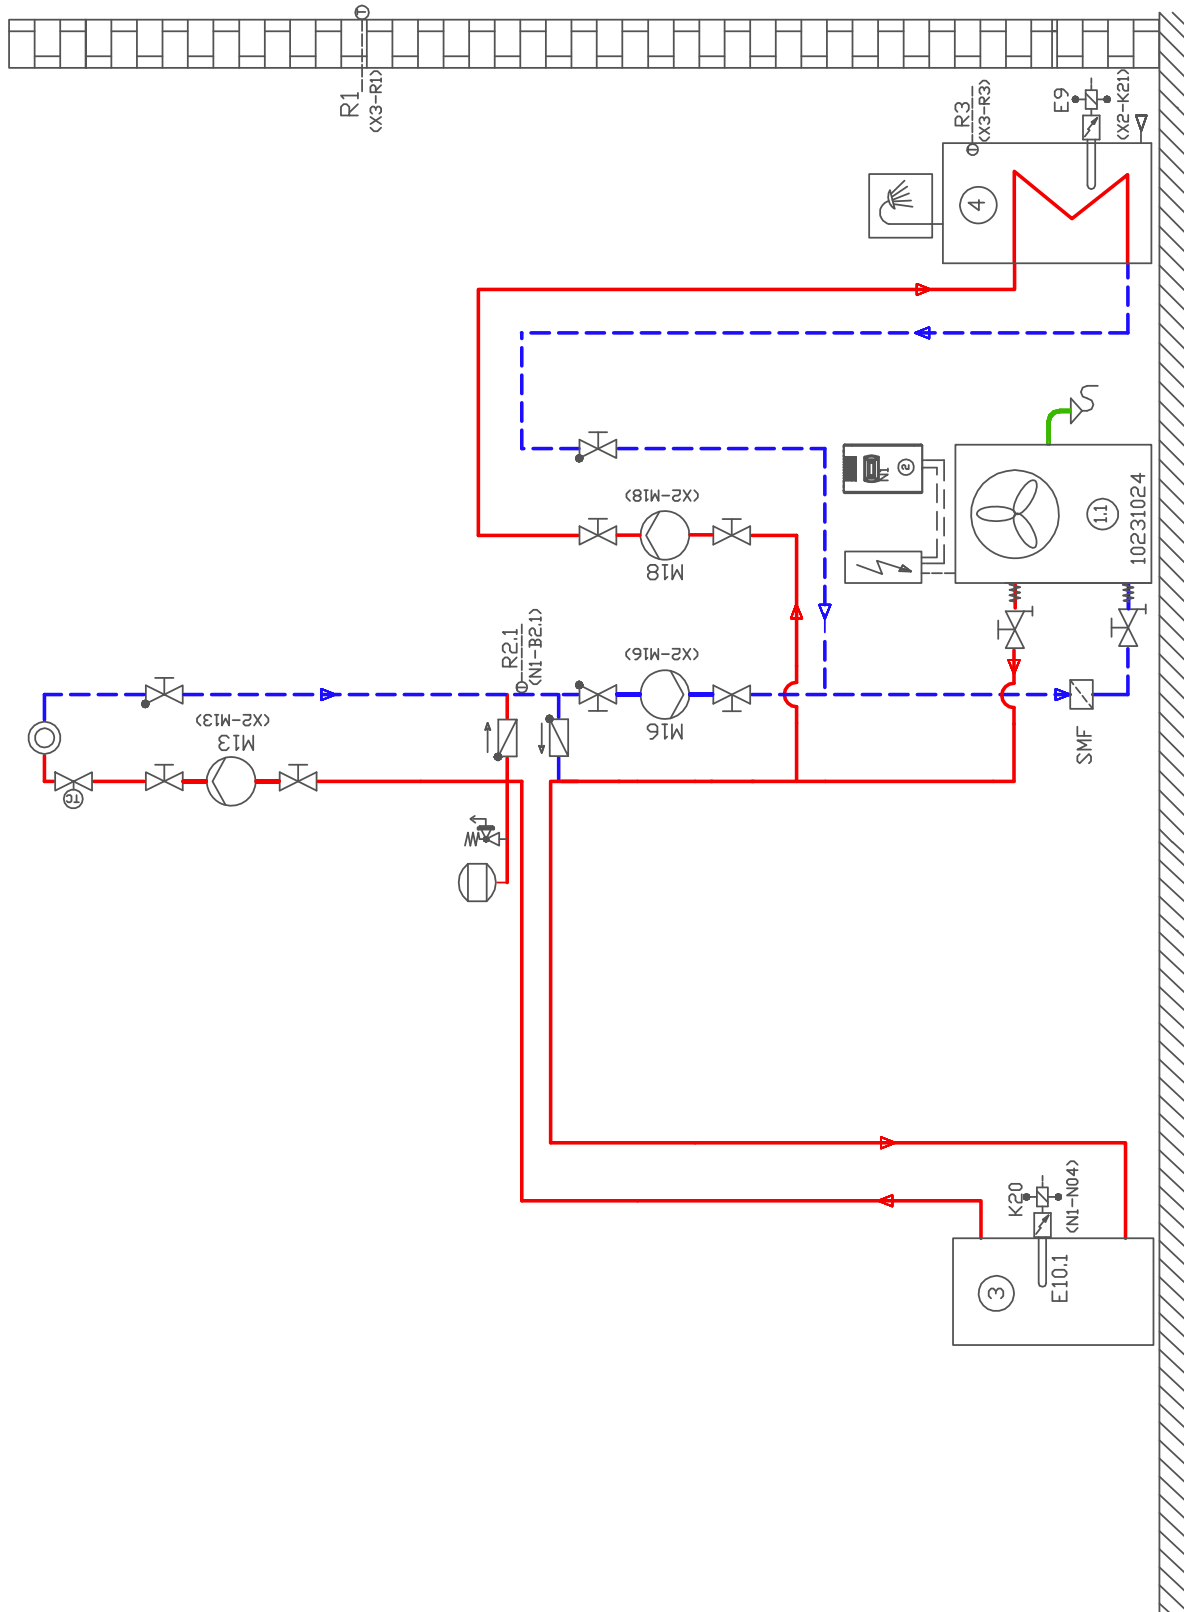 R1
(X3-R1)
R3
(X3-R3)
E9
(X2-K21)
4
N1
2
1.1
10231024
(X2-M18)
M18
R2.1
(N1-B2.1)
(X2-M16)
M16
(X2-M13)
M13
TC
SMF
K20
(N1-N04)
3
E10.1